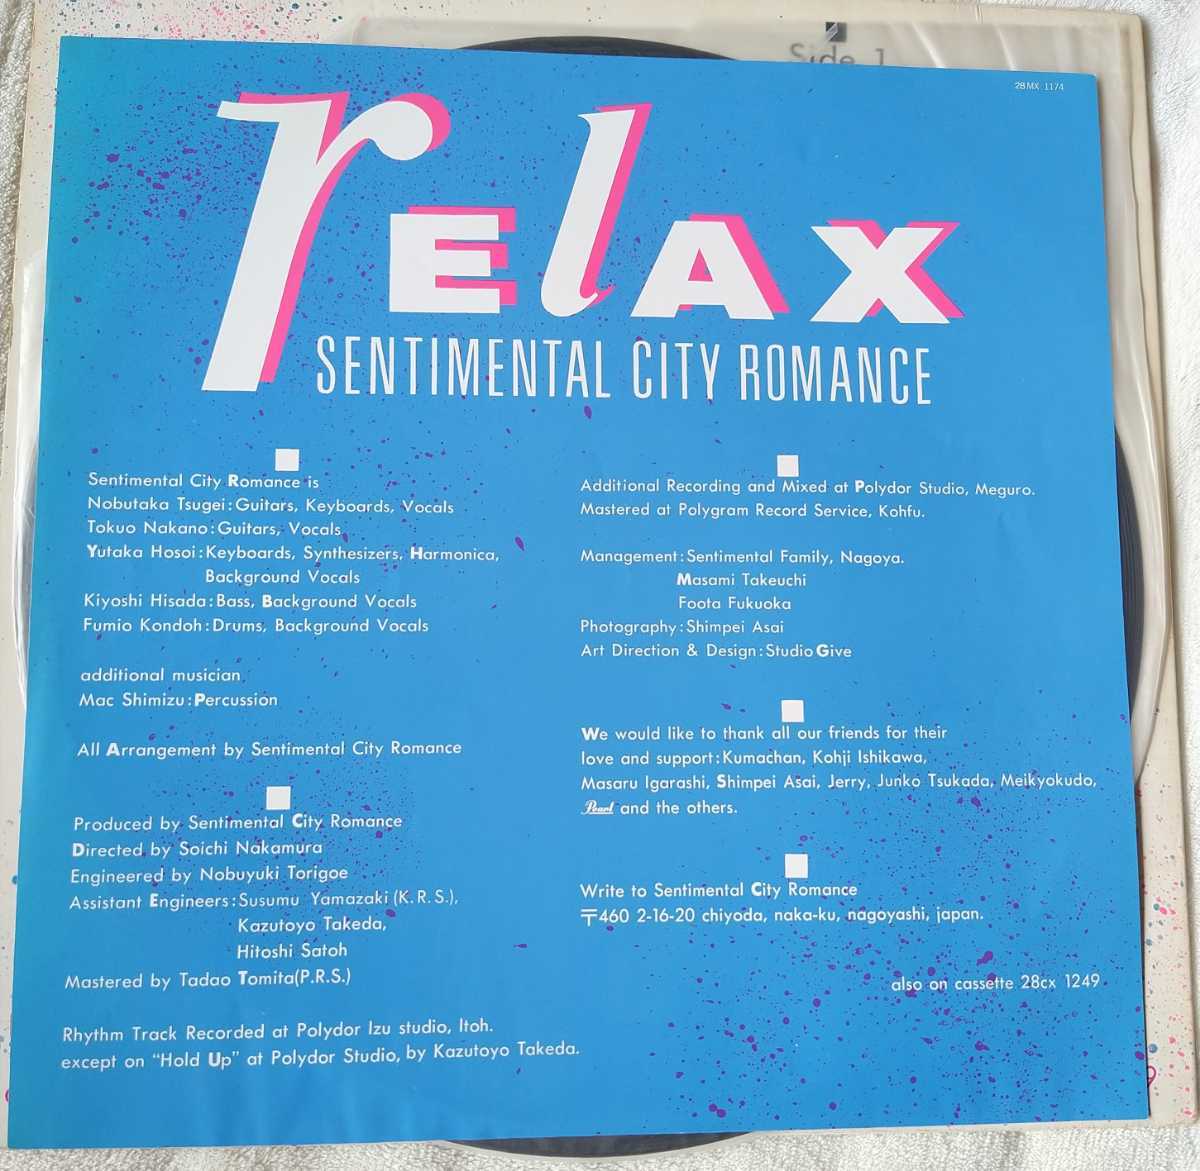 Side 1
28MX 1174
relax
SENTIMENTAL CITY ROMANCE
Sentimental City Romance is
Nobutaka Tsugei:Guitars, Keyboards, Vocals
Tokuo Nakano:Guitars, Vocals
Yutaka Hosoi:Keyboards, Synthesizers, Harmonica,
Background Vocals
Kiyoshi Hisada:Bass, Background Vocals
Fumio Kondoh:Drums, Background Vocals
additional musician
Mac Shimizu:Percussion
All Arrangement by Sentimental City Romance
Produced by Sentimental City Romance
Directed by Soichi Nakamura
Engineered by Nobuyuki Torigoe
Assistant Engineers:Susumu Yamazaki(K.R.S.),
Kazutoyo Takeda,
Hitoshi Satoh
Mastered by Tadao Tomita(P.R.S.)
Rhythm Track Recorded at Polydor Izu studio, Itoh.
except on "Hold Up" at Polydor Studio, by Kazutoyo Takeda.
Additional Recording and Mixed at Polydor Studio, Meguro.
Mastered at Polygram Record Service, Kohfu.
Management:Sentimental Family, Nagoya.
Masami Takeuchi
Foota Fukuoka
Photography:Shimpei Asai
Art Direction & Design:Studio Give
We would like to thank all our friends for their
love and support:Kumachan, Kohji Ishikawa,
Masaru Igarashi, Shimpei Asai, Jerry, Junko Tsukada, Meikyokudo,
Pearl and the others.
Write to Sentimental City Romance
〒460 2-16-20 chiyoda, naka-ku, nagoyashi, japan.
also on cassette 28cx 1249